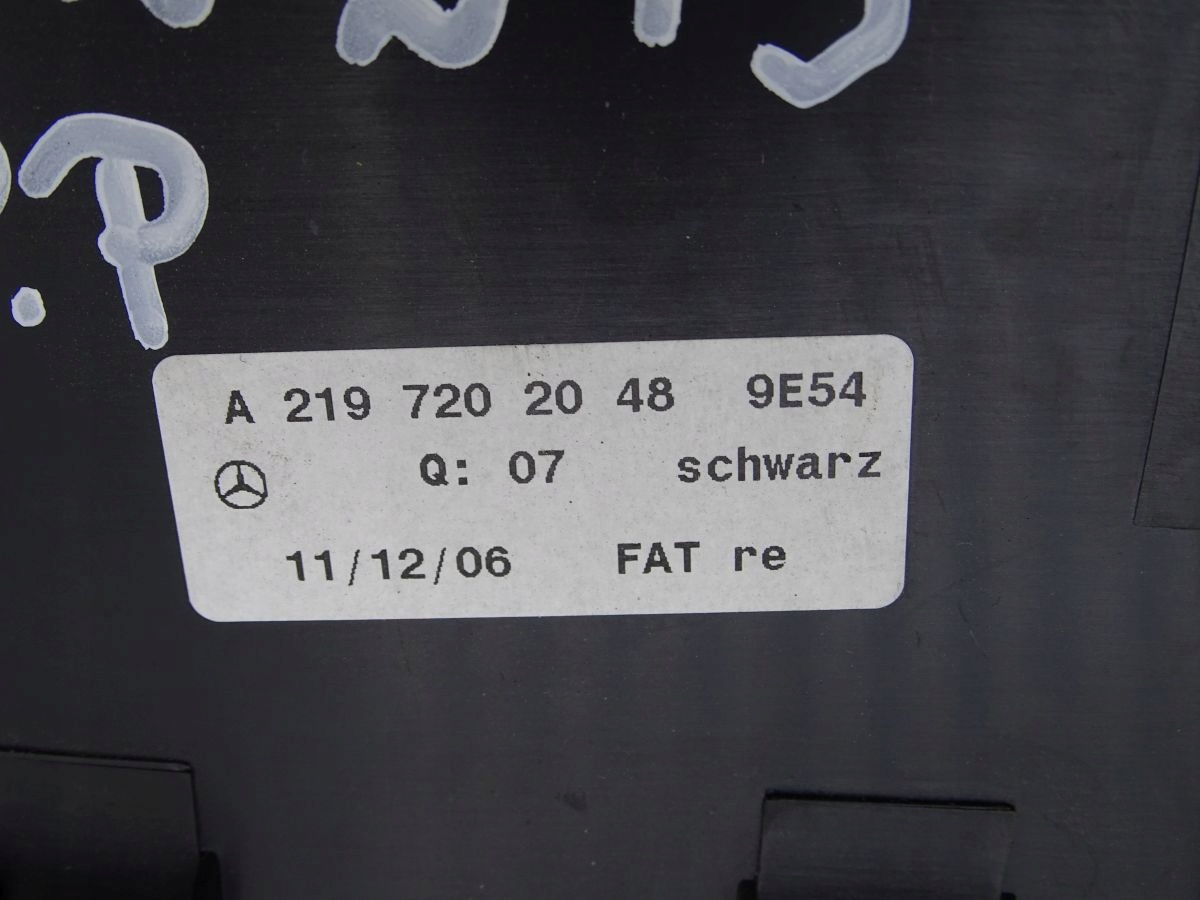 .P
A 219 720 20 48 9E54
Q: 07 schwarz
11/12/06 FAT re